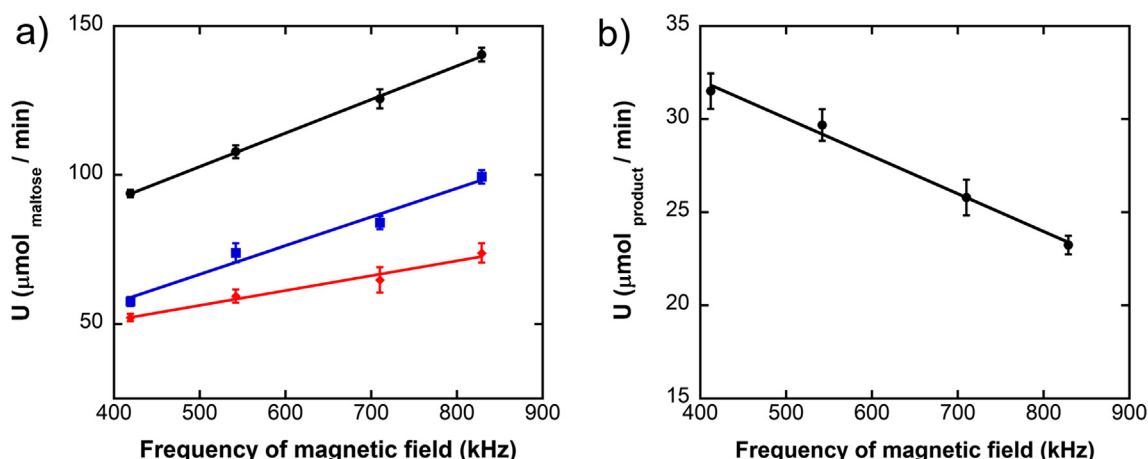 a)
150
100
50
U (μmol maltose / min)
400 500 600 700 800 900
Frequency of magnetic field (kHz)
b)
35
30
25
20
15
U (μmol product / min)
400 500 600 700 800 900
Frequency of magnetic field (kHz)